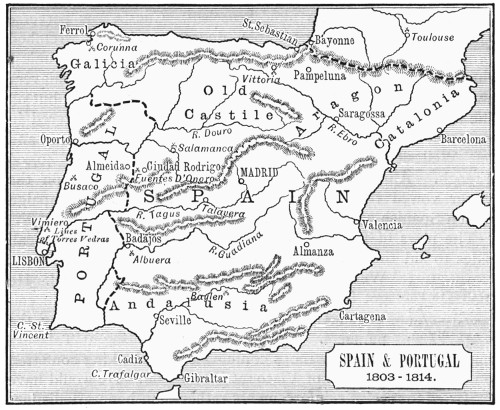 Ferrol
Corunna
Galicia
St. Sebastian
Bayonne
Toulouse
Vittoria
Pampeluna
Old
Castile
Aragon
Saragossa
Catalonia
R. Douro
R. Ebro
Barcelona
Oporto
Salamanca
Almeida
Ciudad Rodrigo
Fuentes D'Onoro
MADRID
Busaco
SPAIN
PORTUGAL
R. Tagus
Talavera
Vimiero
Lines
of Torres Vedras
LISBON
Badajos
Albuera
R. Guadiana
Valencia
Almanza
Baylen
Andalusia
Seville
Cartagena
C. St.
Vincent
Cadiz
C. Trafalgar
Gibraltar
SPAIN & PORTUGAL
1803 - 1814.